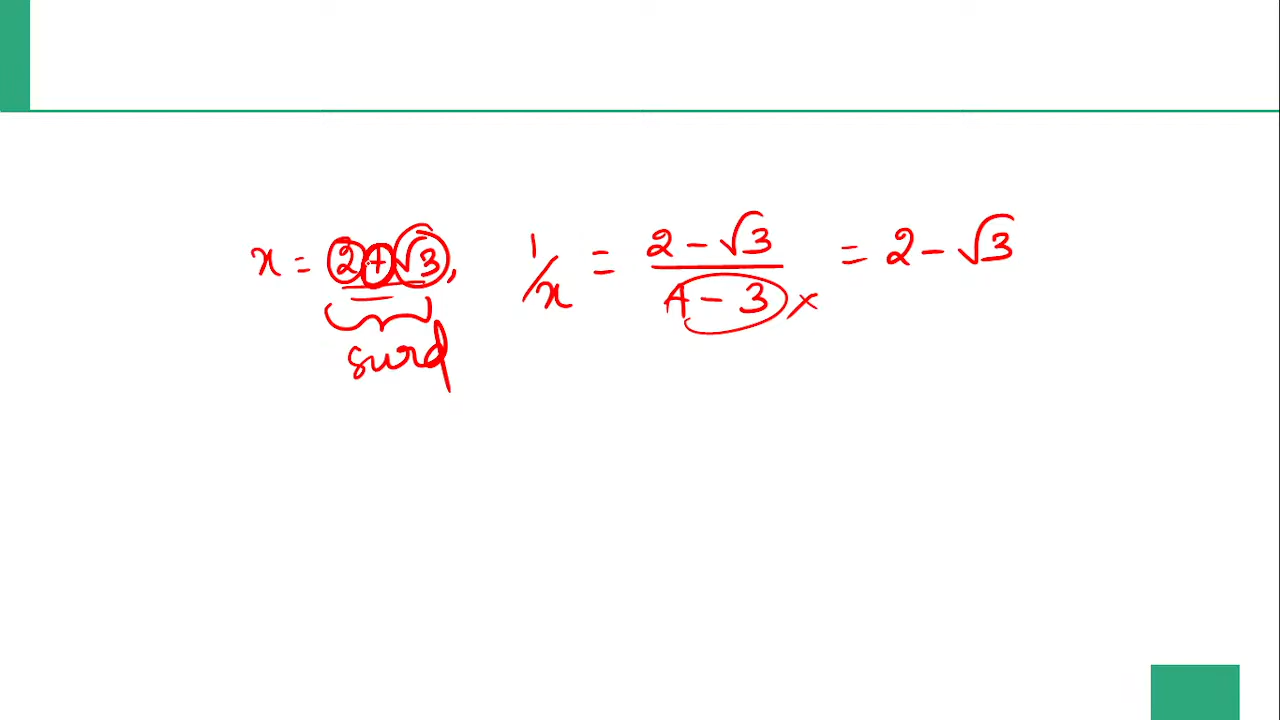 x = 2 + √3, 1/x = (2 - √3)/(4 - 3) x = 2 - √3
surd